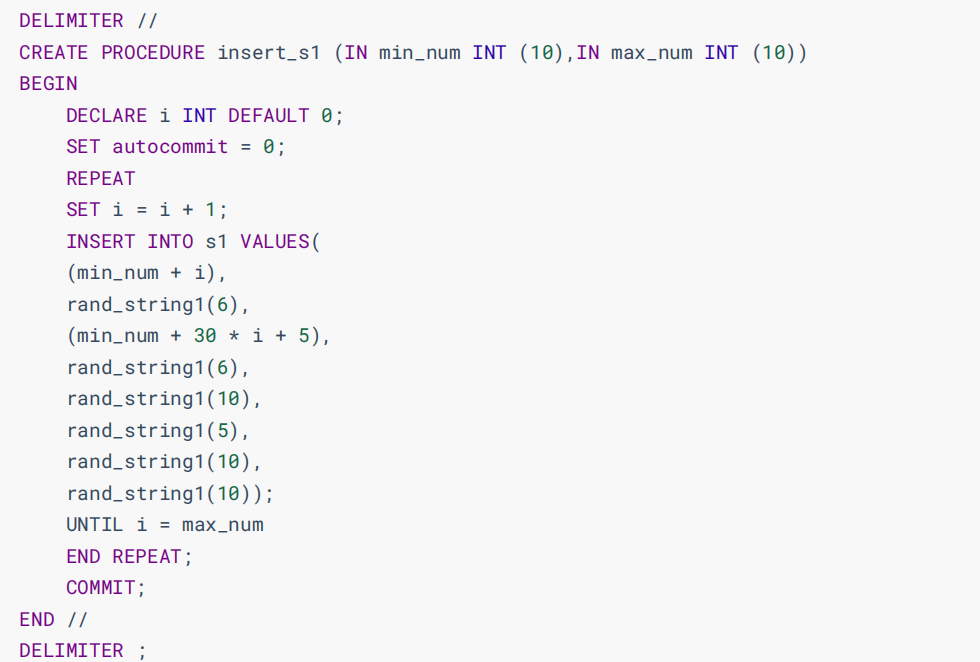 DELIMITER //
CREATE PROCEDURE insert_s1 (IN min_num INT (10),IN max_num INT (10))
BEGIN
    DECLARE i INT DEFAULT 0;
    SET autocommit = 0;
    REPEAT
    SET i = i + 1;
    INSERT INTO s1 VALUES(
    (min_num + i),
    rand_string1(6),
    (min_num + 30 * i + 5),
    rand_string1(6),
    rand_string1(10),
    rand_string1(5),
    rand_string1(10),
    rand_string1(10));
    UNTIL i = max_num
    END REPEAT;
    COMMIT;
END //
DELIMITER ;